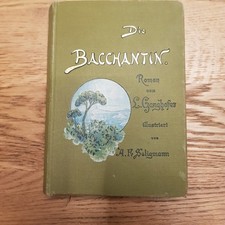 Die
BACCHANTIN.
Roman
von
L. Ganghofer
illustriert
von
A. F. Seligmann